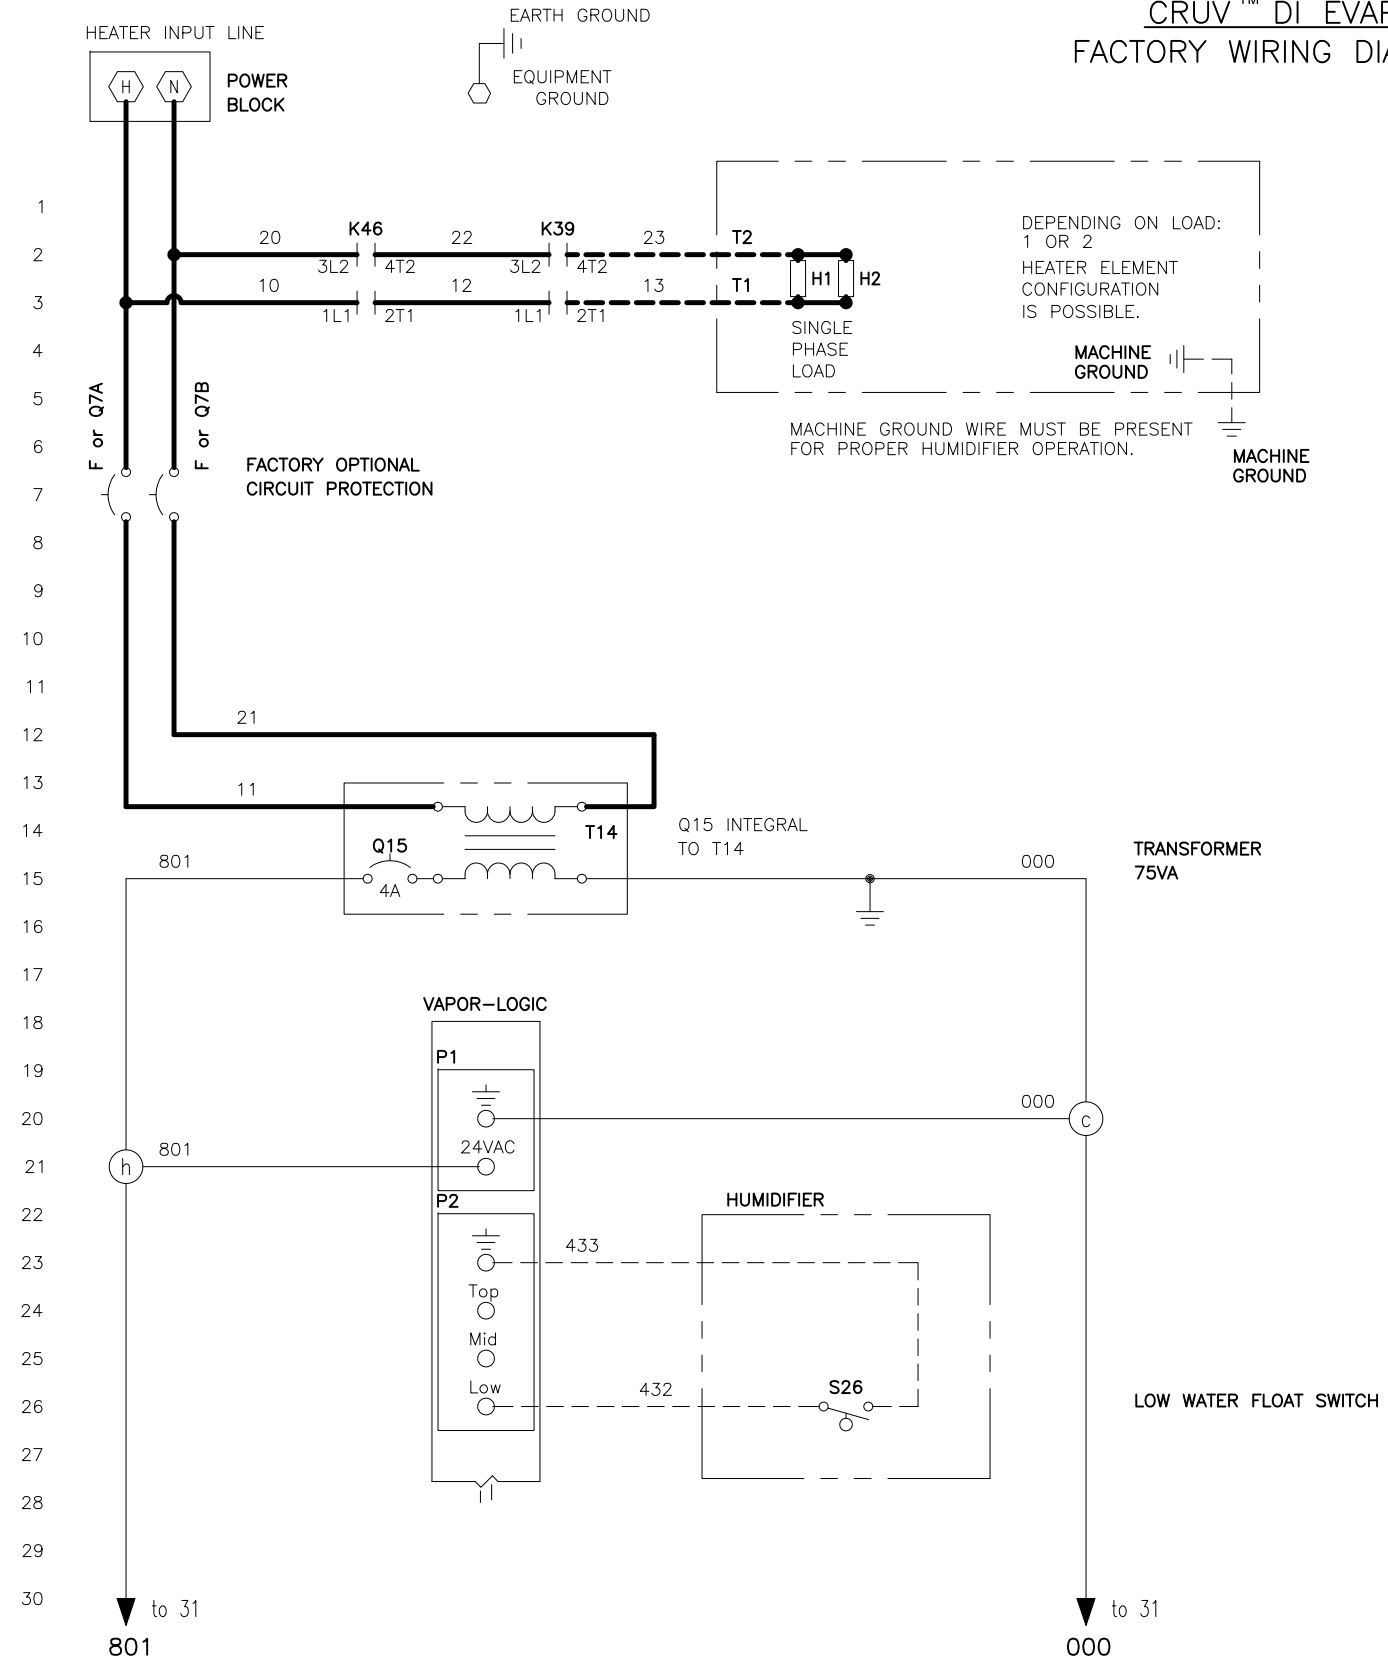 CRUV™ DI EVAP
FACTORY WIRING DIA
EARTH GROUND
HEATER INPUT LINE
H N
POWER
BLOCK
EQUIPMENT
GROUND
1
2
3
4
5
6
7
8
9
10
11
12
13
14
15
16
17
18
19
20
21
22
23
24
25
26
27
28
29
30
20 K46 22 K39 23 T2
3L2 4T2 3L2 4T2
10 12 13 T1
1L1 2T1 1L1 2T1
H1 H2
SINGLE
PHASE
LOAD
DEPENDING ON LOAD:
1 OR 2
HEATER ELEMENT
CONFIGURATION
IS POSSIBLE.
MACHINE
GROUND
MACHINE GROUND WIRE MUST BE PRESENT
FOR PROPER HUMIDIFIER OPERATION.
MACHINE
GROUND
F or Q7A
F or Q7B
FACTORY OPTIONAL
CIRCUIT PROTECTION
21
11
T14
Q15 INTEGRAL
TO T14
Q15
4A
801
000
TRANSFORMER
75VA
VAPOR-LOGIC
P1
000
c
24VAC
801
h
P2
HUMIDIFIER
433
Top
Mid
Low
432
S26
LOW WATER FLOAT SWITCH
to 31
801
to 31
000